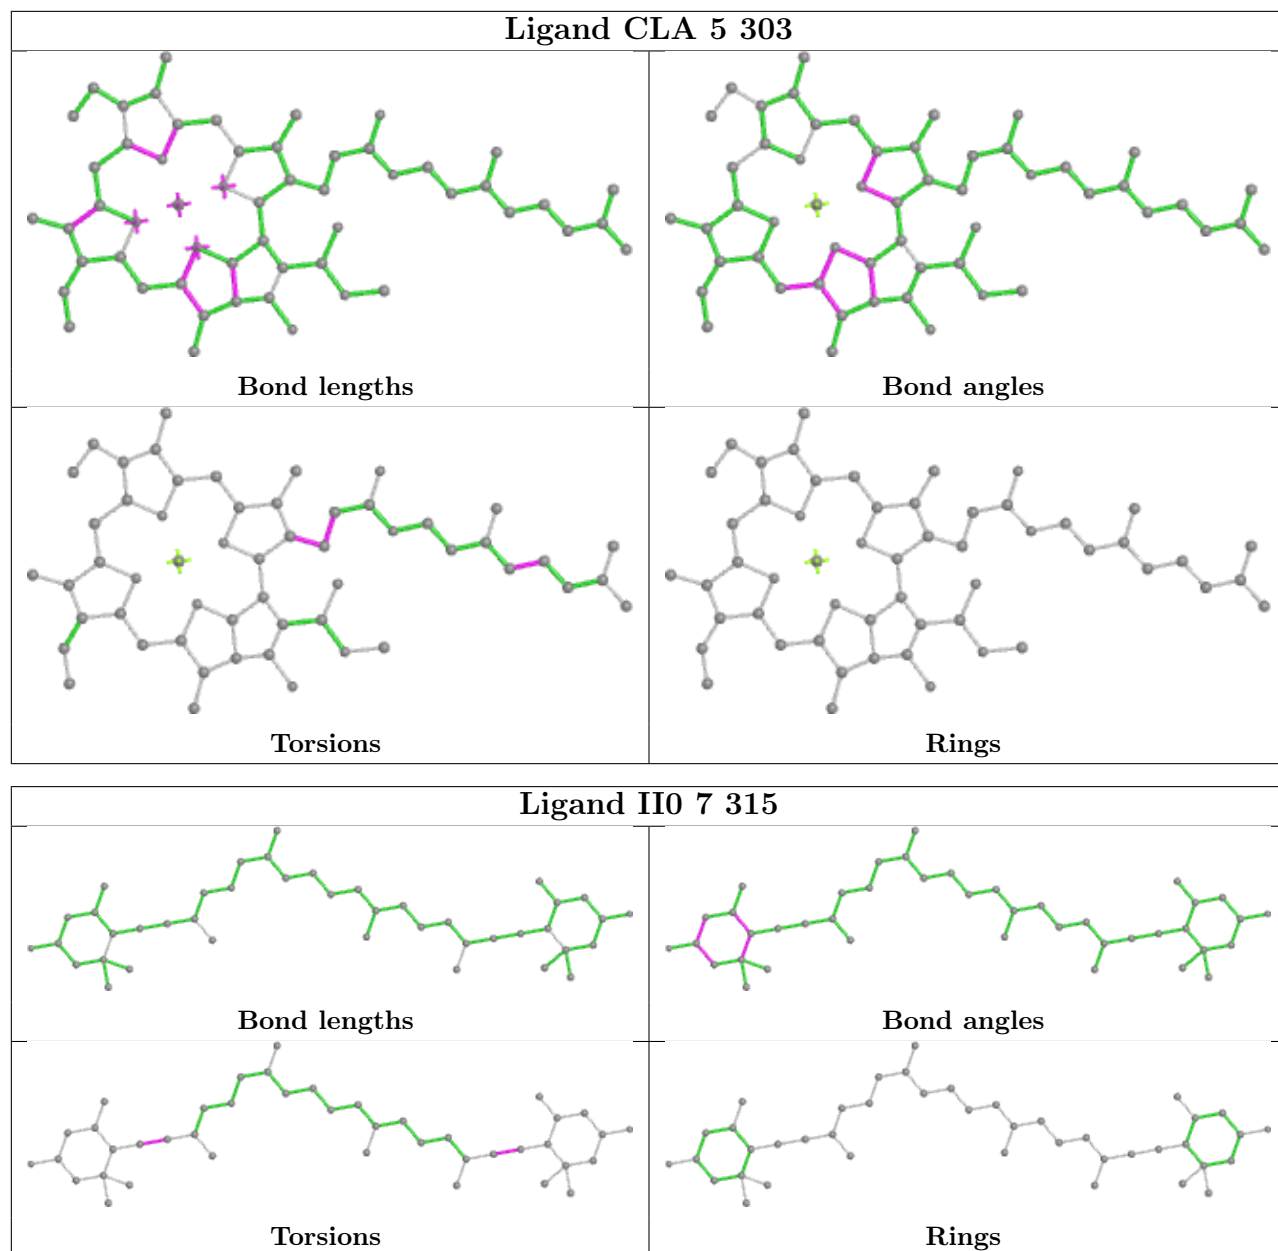 Ligand CLA 5 303
Bond lengths
Bond angles
Torsions
Rings
Ligand II0 7 315
Bond lengths
Bond angles
Torsions
Rings